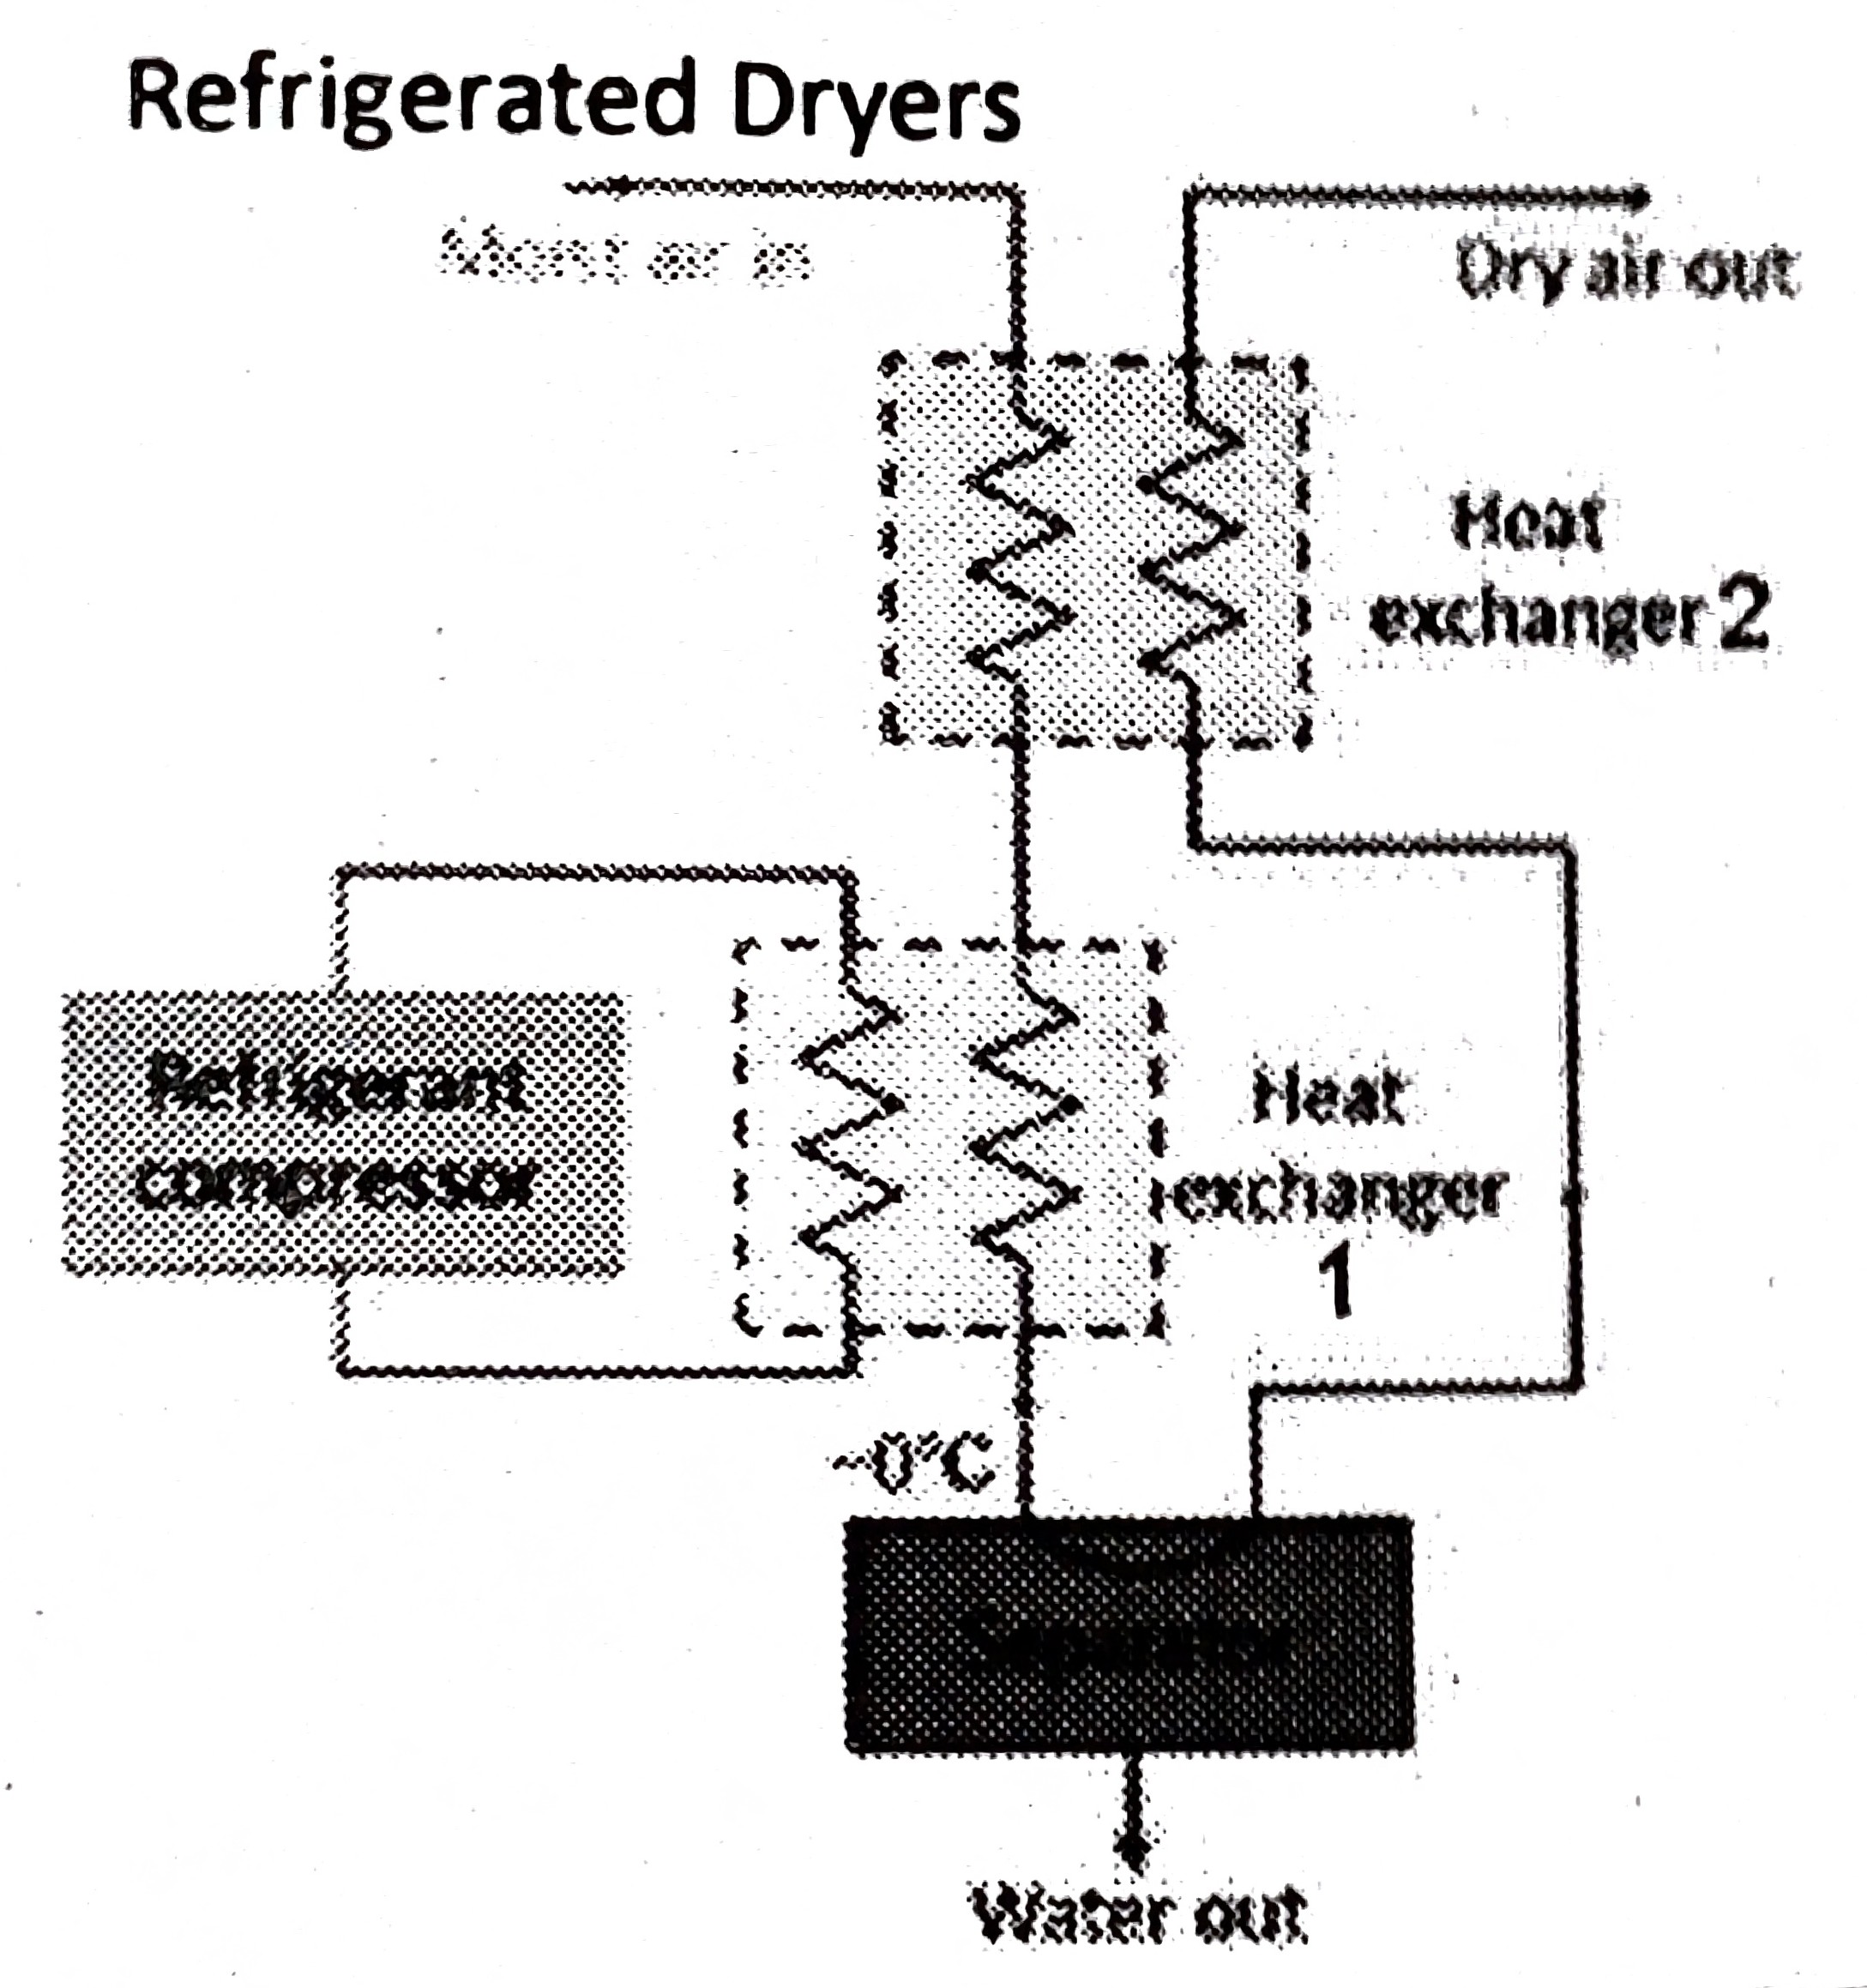 Refrigerated Dryers
Moist air in
Dry air out
Heat
exchanger 2
Refrigerant
compressor
Heat
exchanger
1
~0°C
Separator
Water out